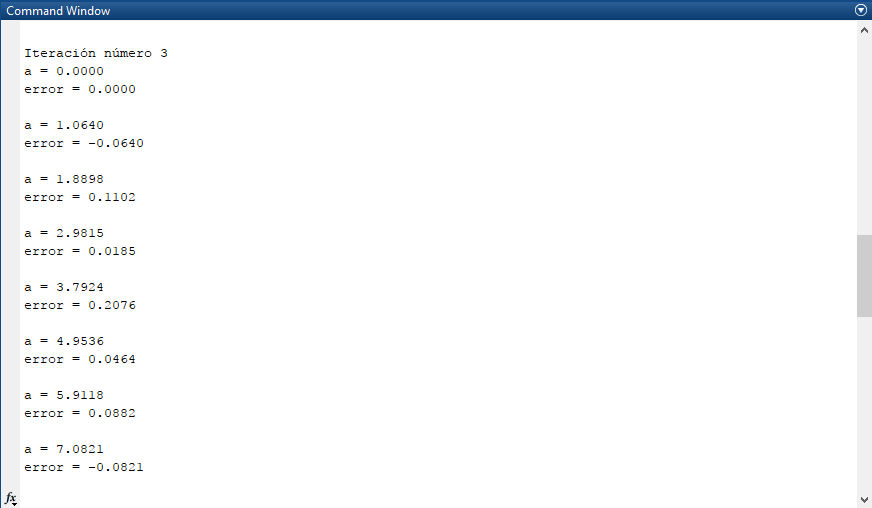 Command Window
Iteración número 3
a = 0.0000
error = 0.0000
a = 1.0640
error = -0.0640
a = 1.8898
error = 0.1102
a = 2.9815
error = 0.0185
a = 3.7924
error = 0.2076
a = 4.9536
error = 0.0464
a = 5.9118
error = 0.0882
a = 7.0821
error = -0.0821
fx